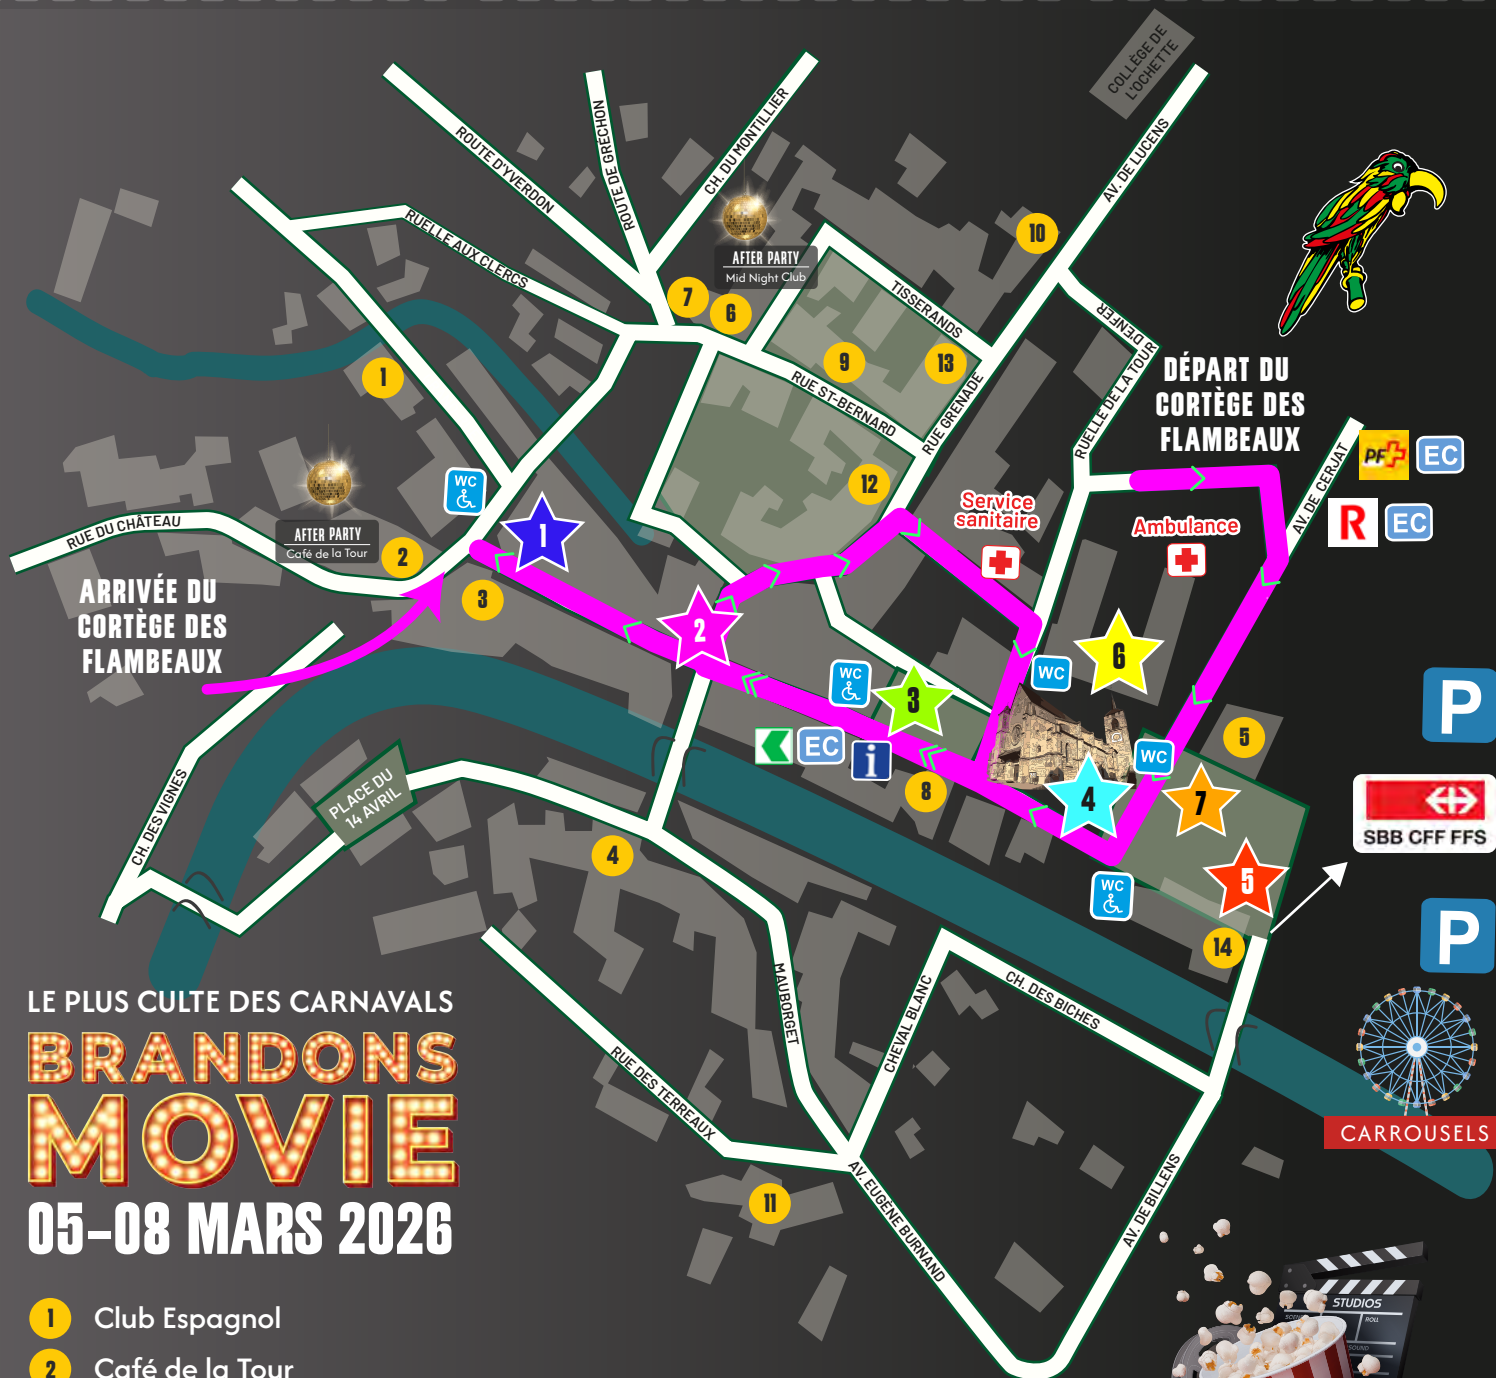 COLLÈGE DE
L'OCHETTE
ROUTE D'YVERDON
ROUTE DE GRÉCHON
CH. DU MONTILLIER
AV. DE LUCENS
RUELLE AUX CLERCS
10
AFTER PARTY
Mid Night Club
7
6
TISSERANDS
D'ENFER
9
13
1
RUE ST-BERNARD
RUE GRENADE
RUELLE DE LA TOUR
DÉPART DU
CORTÈGE DES
FLAMBEAUX
AV. DE CERJAT
PF
EC
R
EC
WC
12
Service
sanitaire
Ambulance
RUE DU CHÂTEAU
AFTER PARTY
Café de la Tour
2
1
3
ARRIVÉE DU
CORTÈGE DES
FLAMBEAUX
2
6
WC
WC
3
P
EC
i
5
WC
8
4
7
CH. DES VIGNES
PLACE DU
14 AVRIL
SBB CFF FFS
4
5
WC
14
P
MAUBORGET
CHEVAL BLANC
CH. DES BICHES
LE PLUS CULTE DES CARNAVALS
BRANDONS
MOVIE
05-08 MARS 2026
RUE DES TERREAUX
CARROUSELS
11
AV. EUGÈNE BURNAND
AV. DE BILLENS
STUDIOS
ROLL
SOUND
1 Club Espagnol
2 Café de la Tour